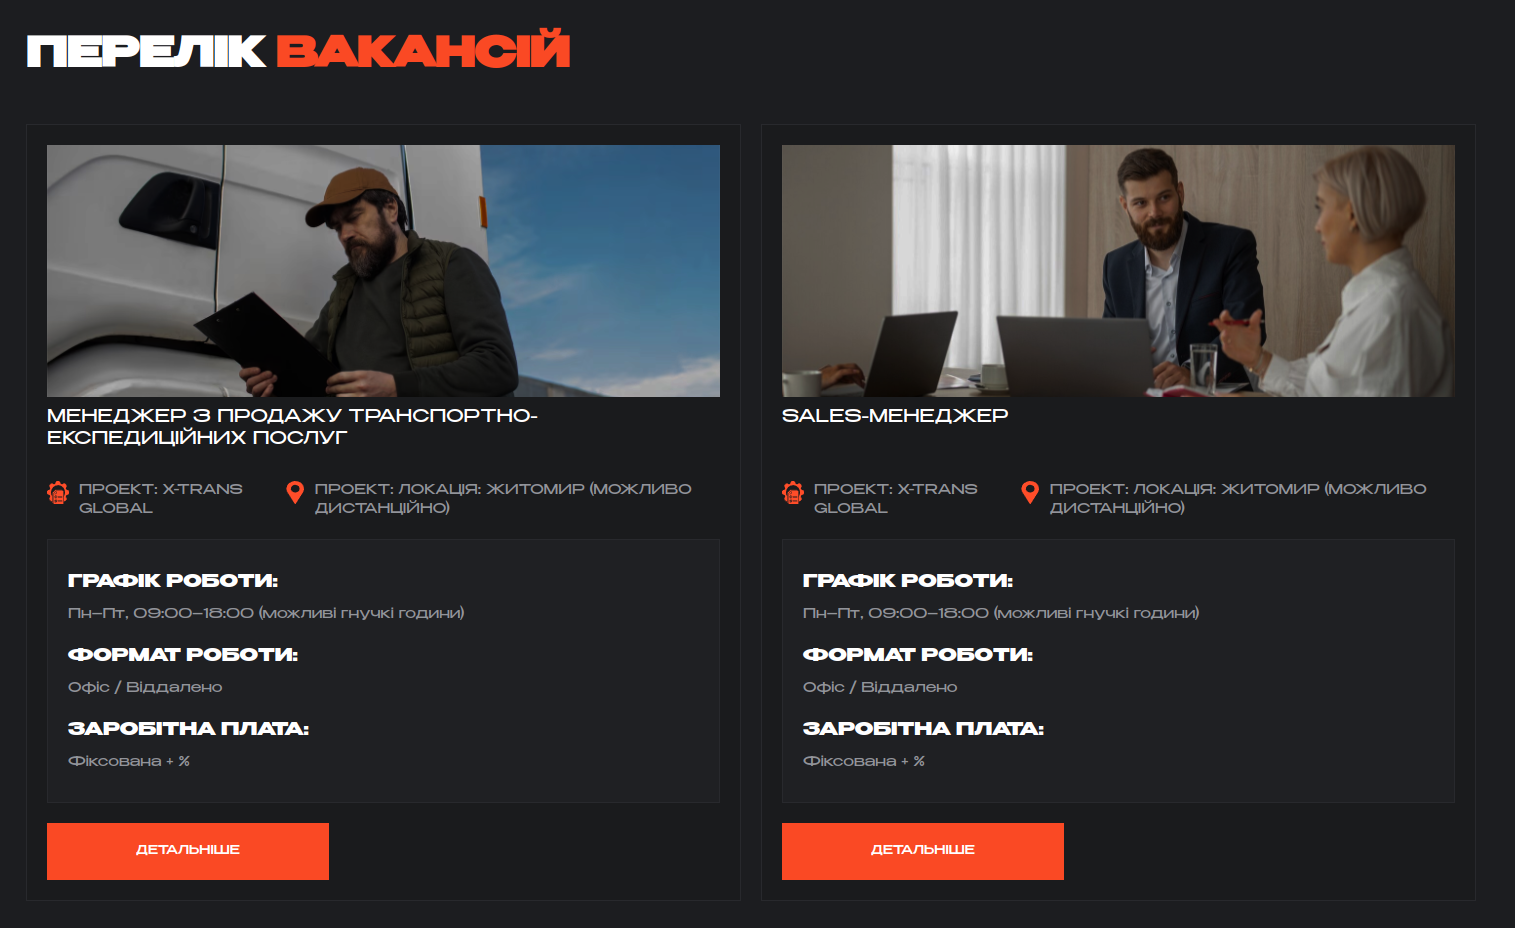 ПЕРЕЛІК ВАКАНСІЙ
МЕНЕДЖЕР З ПРОДАЖУ ТРАНСПОРТНО-
ЕКСПЕДИЦІЙНИХ ПОСЛУГ
ПРОЕКТ: X-TRANS
GLOBAL
ПРОЕКТ: ЛОКАЦІЯ: ЖИТОМИР (МОЖЛИВО
ДИСТАНЦІЙНО)
ГРАФІК РОБОТИ:
Пн–Пт, 09:00–18:00 (можливі гнучкі години)
ФОРМАТ РОБОТИ:
Офіс / Віддалено
ЗАРОБІТНА ПЛАТА:
Фіксована + %
ДЕТАЛЬНІШЕ
SALES-МЕНЕДЖЕР
ПРОЕКТ: X-TRANS
GLOBAL
ПРОЕКТ: ЛОКАЦІЯ: ЖИТОМИР (МОЖЛИВО
ДИСТАНЦІЙНО)
ГРАФІК РОБОТИ:
Пн–Пт, 09:00–18:00 (можливі гнучкі години)
ФОРМАТ РОБОТИ:
Офіс / Віддалено
ЗАРОБІТНА ПЛАТА:
Фіксована + %
ДЕТАЛЬНІШЕ